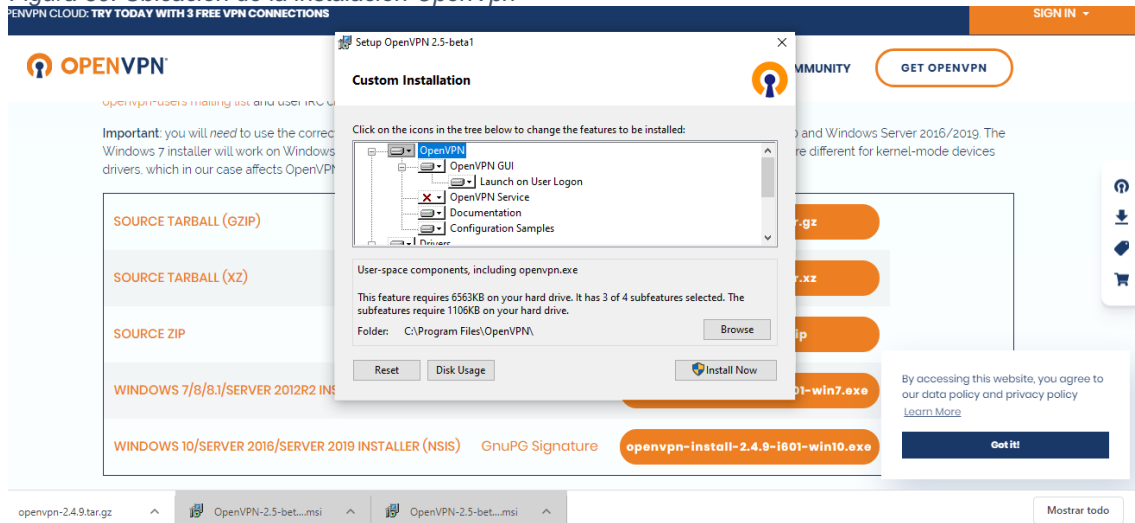 Figura 36. Ubicación de la instalación OpenVpn
ENVPN CLOUD: TRY TODAY WITH 3 FREE VPN CONNECTIONS
SIGN IN
OPENVPN
MMUNITY
GET OPENVPN
Setup OpenVPN 2.5-beta1
Custom Installation
Click on the icons in the tree below to change the features to be installed:
OpenVPN
OpenVPN GUI
Launch on User Logon
OpenVPN Service
Documentation
Configuration Samples
Drivers
User-space components, including openvpn.exe
This feature requires 6563KB on your hard drive. It has 3 of 4 subfeatures selected. The
subfeatures require 1106KB on your hard drive.
Folder: C:\Program Files\OpenVPN\
Browse
Reset
Disk Usage
Install Now
openvpn-users mailing list and user IRC
Important: you will need to use the correc
) and Windows Server 2016/2019. The
Windows 7 installer will work on Windows
re different for kernel-mode devices
drivers, which in our case affects OpenVPN
SOURCE TARBALL (GZIP)
r.gz
SOURCE TARBALL (XZ)
r.xz
SOURCE ZIP
ip
WINDOWS 7/8/8.1/SERVER 2012R2 INS
01-win7.exe
WINDOWS 10/SERVER 2016/SERVER 2019 INSTALLER (NSIS) GnuPG Signature openvpn-install-2.4.9-i601-win10.exe
By accessing this website, you agree to
our data policy and privacy policy
Learn More
Got it!
openvpn-2.4.9.tar.gz
OpenVPN-2.5-bet....msi
OpenVPN-2.5-bet....msi
Mostrar todo